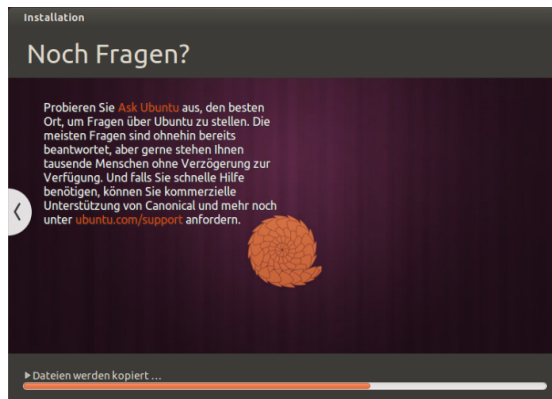 Installation
Noch Fragen?
Probieren Sie Ask Ubuntu aus, den besten
Ort, um Fragen über Ubuntu zu stellen. Die
meisten Fragen sind ohnehin bereits
beantwortet, aber gerne stehen Ihnen
tausende Menschen ohne Verzögerung zur
Verfügung. Und falls Sie schnelle Hilfe
benötigen, können Sie kommerzielle
Unterstützung von Canonical und mehr noch
unter ubuntu.com/support anfordern.
Dateien werden kopiert …